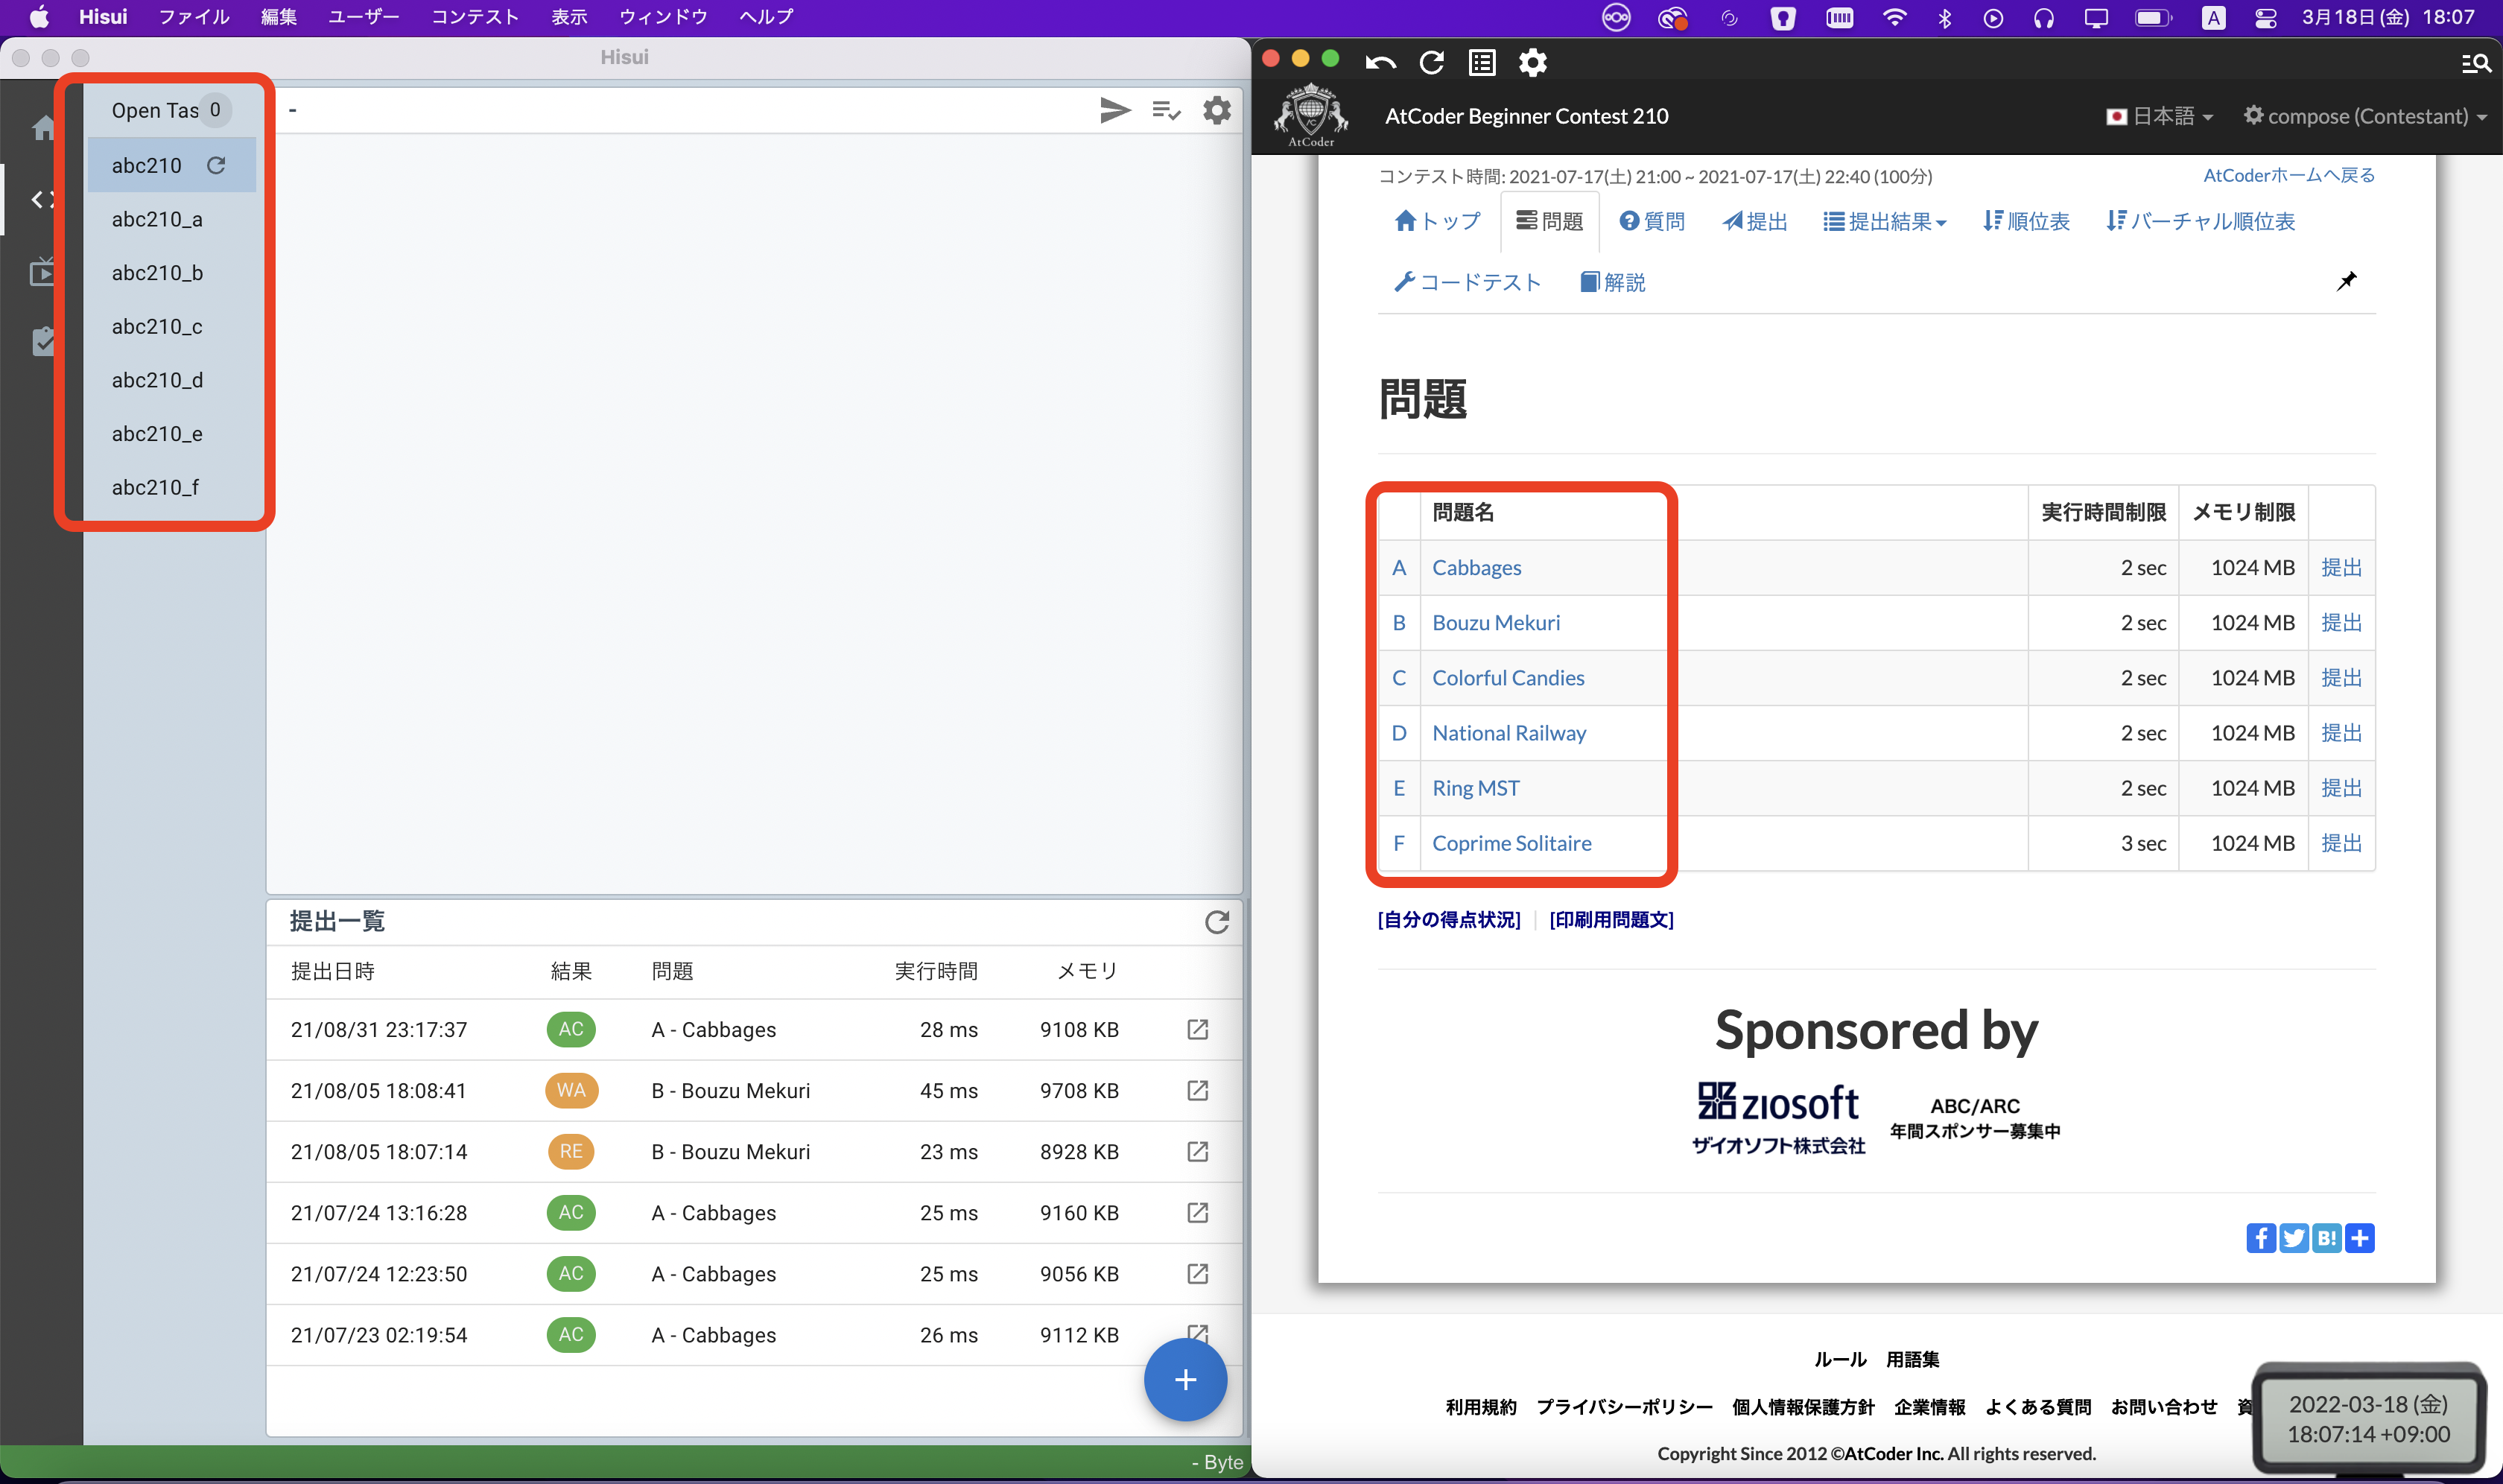 Hisui ファイル 編集 ユーザー コンテスト 表示 ウィンドウ ヘルプ A 3月18日(金) 18:07
Hisui
Open Tas 0
abc210
abc210_a
abc210_b
abc210_c
abc210_d
abc210_e
abc210_f
-
提出一覧
提出日時 結果 問題 実行時間 メモリ
21/08/31 23:17:37 AC A - Cabbages 28 ms 9108 KB
21/08/05 18:08:41 WA B - Bouzu Mekuri 45 ms 9708 KB
21/08/05 18:07:14 RE B - Bouzu Mekuri 23 ms 8928 KB
21/07/24 13:16:28 AC A - Cabbages 25 ms 9160 KB
21/07/24 12:23:50 AC A - Cabbages 25 ms 9056 KB
21/07/23 02:19:54 AC A - Cabbages 26 ms 9112 KB
+
- Byte
AtCoder
AtCoder Beginner Contest 210 日本語 compose (Contestant)
コンテスト時間: 2021-07-17(土) 21:00 ~ 2021-07-17(土) 22:40 (100分) AtCoderホームへ戻る
トップ 問題 質問 提出 提出結果 順位表 バーチャル順位表
コードテスト 解説
問題
問題名 実行時間制限 メモリ制限
A Cabbages 2 sec 1024 MB 提出
B Bouzu Mekuri 2 sec 1024 MB 提出
C Colorful Candies 2 sec 1024 MB 提出
D National Railway 2 sec 1024 MB 提出
E Ring MST 2 sec 1024 MB 提出
F Coprime Solitaire 3 sec 1024 MB 提出
[自分の得点状況] [印刷用問題文]
Sponsored by
ziosoft
ザイオソフト株式会社
ABC/ARC
年間スポンサー募集中
B!
ルール 用語集
利用規約 プライバシーポリシー 個人情報保護方針 企業情報 よくある質問 お問い合わせ 資
Copyright Since 2012 ©AtCoder Inc. All rights reserved.
2022-03-18 (金)
18:07:14 +09:00